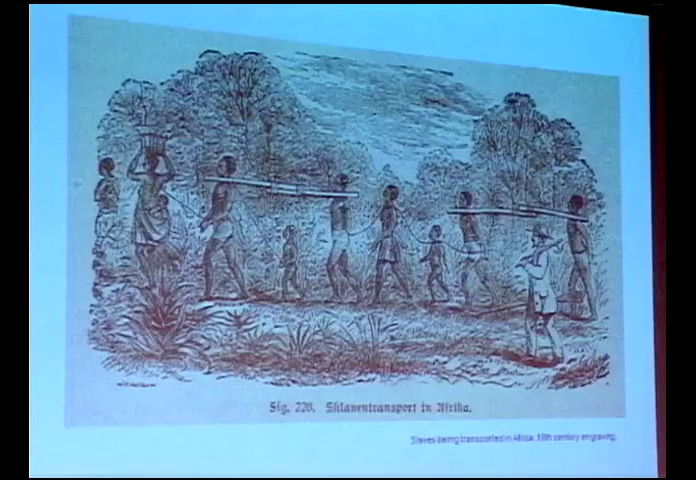 Fig. 220. Sklaventransport in Afrika.
Slaves being transported in Africa, 19th century engraving.